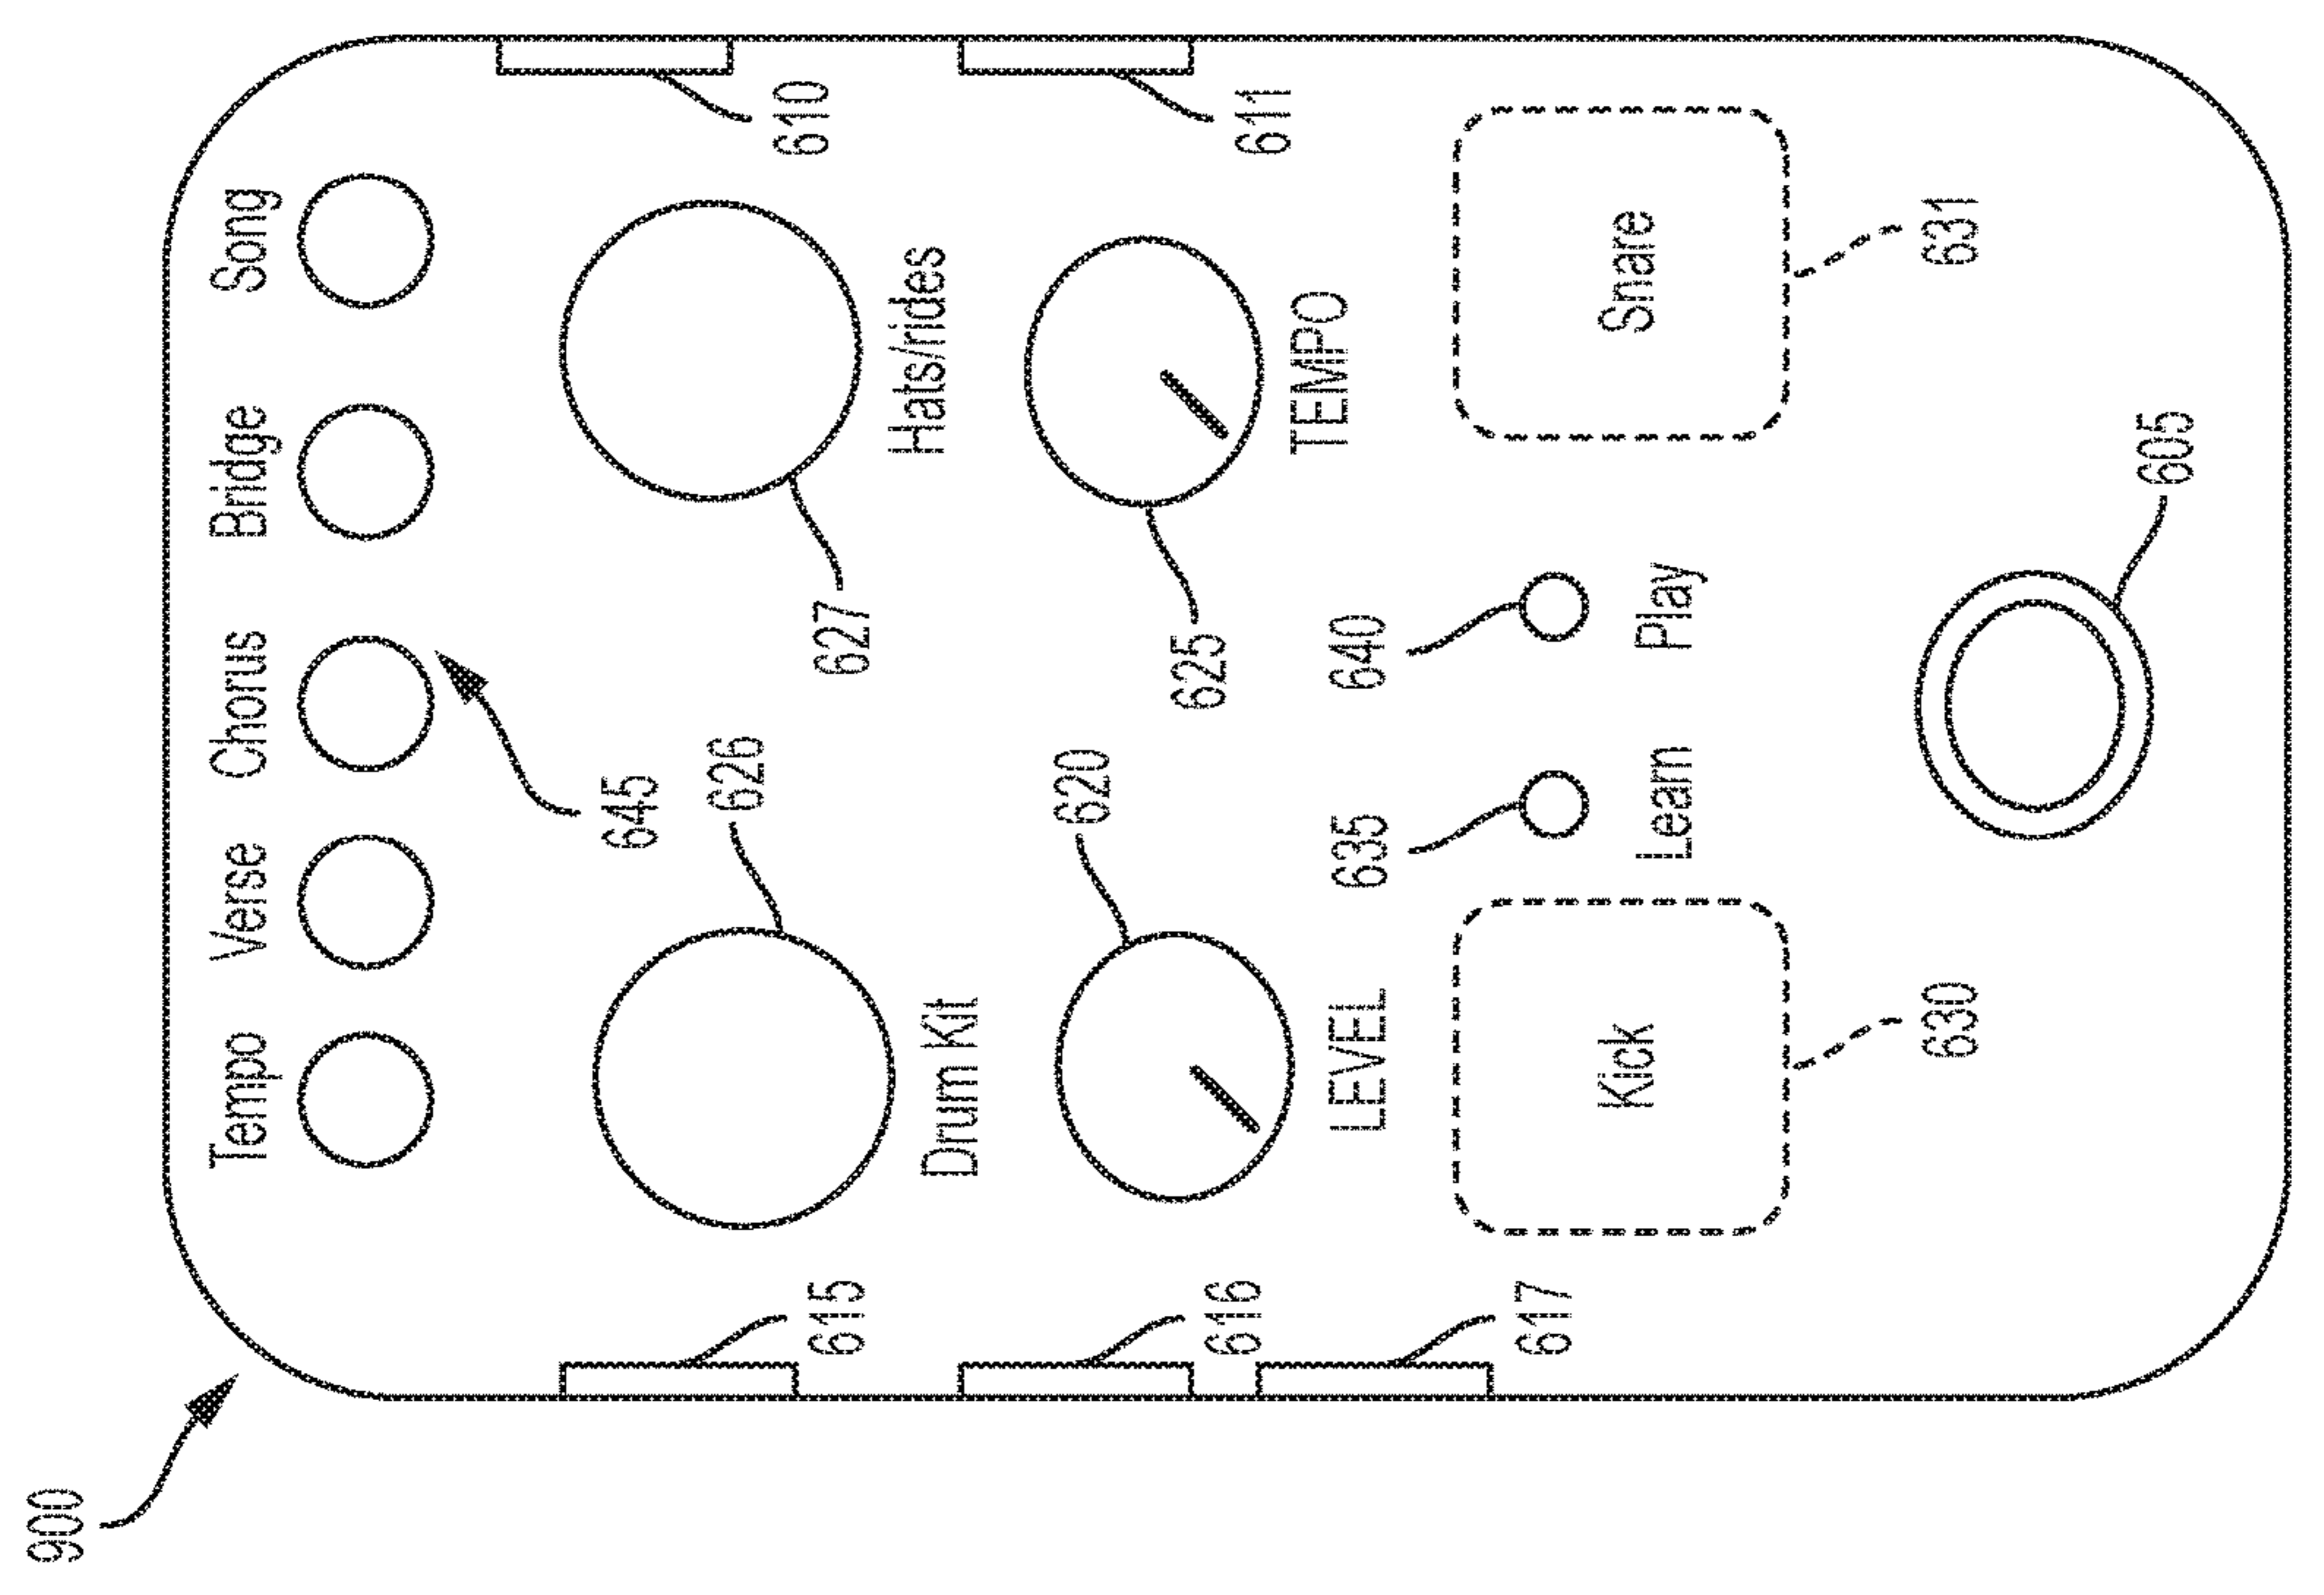 900
Tempo
Verse
Chorus
Bridge
Song
645
626
627
610
Drum Kit
Hats/rides
615
620
625
611
LEVEL
TEMPO
616
635
640
617
Kick
Learn
Play
Snare
630
631
605